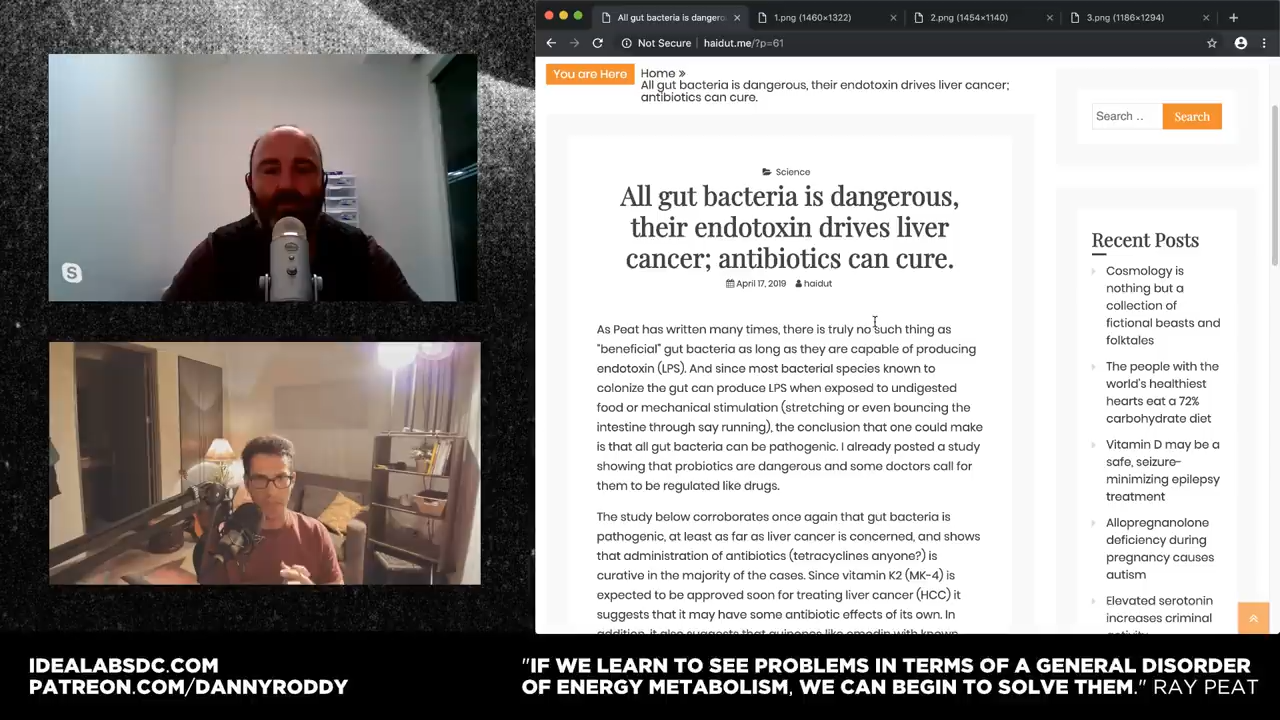 All gut bacteria is dangero
1.png (1460×1322)
2.png (1454×1140)
3.png (1186×1294)
Not Secure
haidut.me/?p=61
You are Here
Home »
All gut bacteria is dangerous, their endotoxin drives liver cancer;
antibiotics can cure.
Search ..
Search
Science
All gut bacteria is dangerous,
their endotoxin drives liver
cancer; antibiotics can cure.
April 17, 2019
haidut
As Peat has written many times, there is truly no such thing as
"beneficial" gut bacteria as long as they are capable of producing
endotoxin (LPS). And since most bacterial species known to
colonize the gut can produce LPS when exposed to undigested
food or mechanical stimulation (stretching or even bouncing the
intestine through say running), the conclusion that one could make
is that all gut bacteria can be pathogenic. I already posted a study
showing that probiotics are dangerous and some doctors call for
them to be regulated like drugs.
The study below corroborates once again that gut bacteria is
pathogenic, at least as far as liver cancer is concerned, and shows
that administration of antibiotics (tetracyclines anyone?) is
curative in the majority of the cases. Since vitamin K2 (MK-4) is
expected to be approved soon for treating liver cancer (HCC) it
suggests that it may have some antibiotic effects of its own. In
addition, it also suggests that quinones like emodin with known
Recent Posts
Cosmology is
nothing but a
collection of
fictional beasts and
folktales
The people with the
world's healthiest
hearts eat a 72%
carbohydrate diet
Vitamin D may be a
safe, seizure-
minimizing epilepsy
treatment
Allopregnanolone
deficiency during
pregnancy causes
autism
Elevated serotonin
increases criminal
activity
S
IDEALABSDC.COM
PATREON.COM/DANNYRODDY
"IF WE LEARN TO SEE PROBLEMS IN TERMS OF A GENERAL DISORDER
OF ENERGY METABOLISM, WE CAN BEGIN TO SOLVE THEM." RAY PEAT